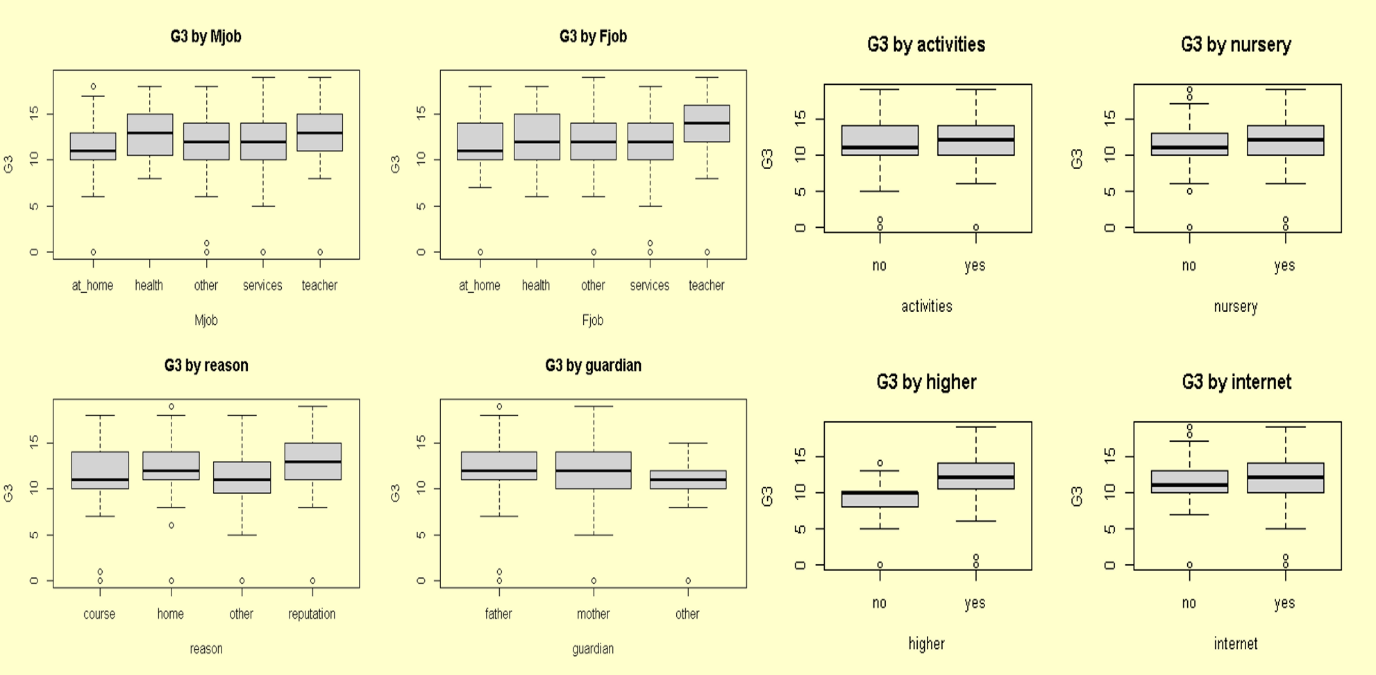 G3 by Mjob
G3
0 5 10 15
at_home health other services teacher
Mjob
G3 by Fjob
G3
0 5 10 15
at_home health other services teacher
Fjob
G3 by activities
G3
0 5 10 15
no yes
activities
G3 by nursery
G3
0 5 10 15
no yes
nursery
G3 by reason
G3
0 5 10 15
course home other reputation
reason
G3 by guardian
G3
0 5 10 15
father mother other
guardian
G3 by higher
G3
0 5 10 15
no yes
higher
G3 by internet
G3
0 5 10 15
no yes
internet